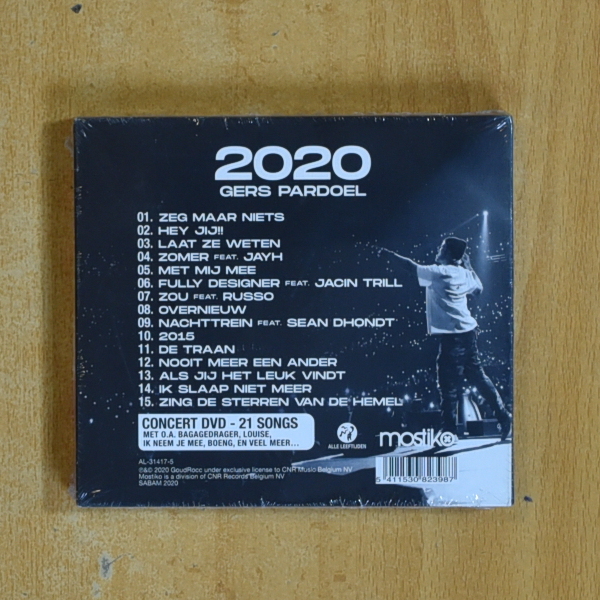 2020
GERS PARDOEL
01. ZEG MAAR NIETS
02. HEY JIJ!!
03. LAAT ZE WETEN
04. ZOMER FEAT. JAYH
05. MET MIJ MEE
06. FULLY DESIGNER FEAT. JACIN TRILL
07. ZOU FEAT. RUSSO
08. OVERNIEUW
09. NACHTTREIN FEAT. SEAN DHONDT
10. 2015
11. DE TRAAN
12. NOOIT MEER EEN ANDER
13. ALS JIJ HET LEUK VINDT
14. IK SLAAP NIET MEER
15. ZING DE STERREN VAN DE HEMEL
CONCERT DVD - 21 SONGS
MET O.A. BAGAGEDRAGER, LOUISE,
IK NEEM JE MEE, BOENG, EN VEEL MEER...
ALLE LEEFTIJDEN
mostiko
AL-31417-5
℗&© 2020 GoudRocc under exclusive license to CNR Music Belgium NV
Mostiko is a division of CNR Records Belgium NV
SABAM 2020
5 411530 823987